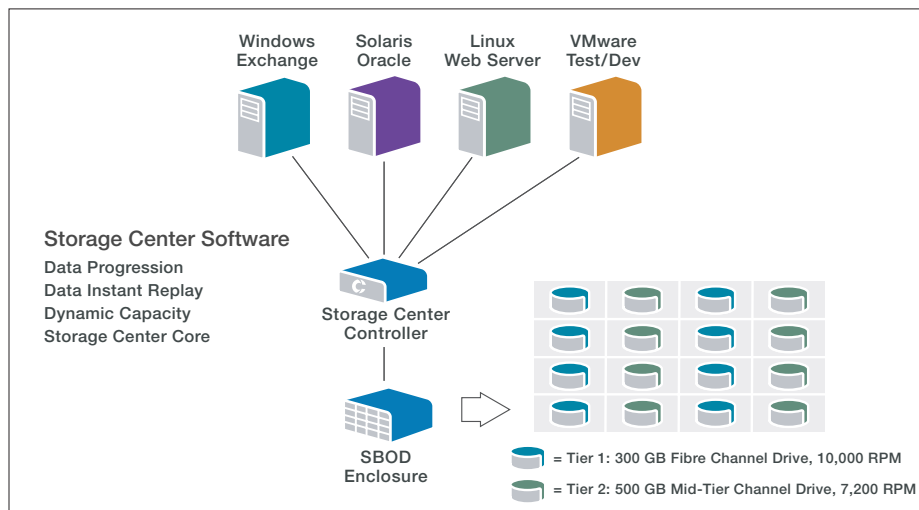 Windows
Exchange
Solaris
Oracle
Linux
Web Server
VMware
Test/Dev
Storage Center Software
Data Progression
Data Instant Replay
Dynamic Capacity
Storage Center Core
Storage Center
Controller
SBOD
Enclosure
= Tier 1: 300 GB Fibre Channel Drive, 10,000 RPM
= Tier 2: 500 GB Mid-Tier Channel Drive, 7,200 RPM